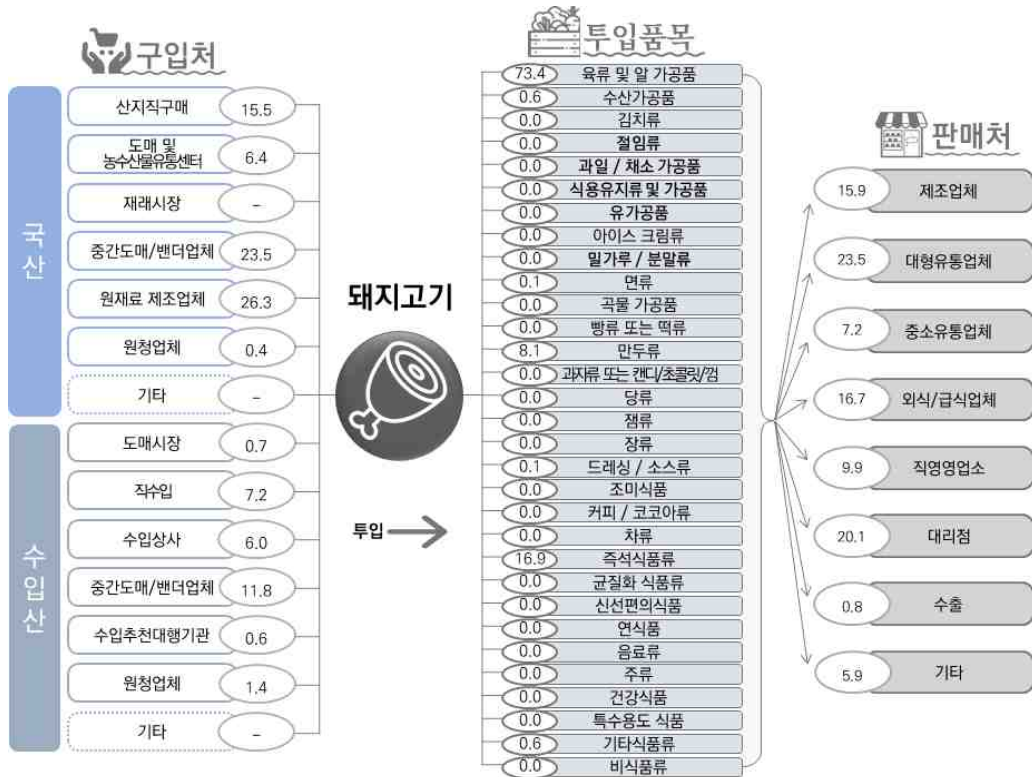 구입처
국산
산지직구매 15.5
도매 및
농수산물유통센터 6.4
재래시장 –
중간도매/밴더업체 23.5
원재료 제조업체 26.3
원청업체 0.4
기타 –
수입산
도매시장 0.7
직수입 7.2
수입상사 6.0
중간도매/밴더업체 11.8
수입추천대행기관 0.6
원청업체 1.4
기타 –
돼지고기
투입
투입품목
73.4 육류 및 알 가공품
0.6 수산가공품
0.0 김치류
0.0 절임류
0.0 과일 / 채소 가공품
0.0 식용유지류 및 가공품
0.0 유가공품
0.0 아이스 크림류
0.0 밀가루 / 분말류
0.1 면류
0.0 곡물 가공품
0.0 빵류 또는 떡류
8.1 만두류
0.0 과자류 또는 캔디/초콜릿/껌
0.0 당류
0.0 잼류
0.0 장류
0.1 드레싱 / 소스류
0.0 조미식품
0.0 커피 / 코코아류
0.0 차류
16.9 즉석식품류
0.0 균질화 식품류
0.0 신선편의식품
0.0 연식품
0.0 음료류
0.0 주류
0.0 건강식품
0.0 특수용도 식품
0.6 기타식품류
0.0 비식품류
판매처
15.9 제조업체
23.5 대형유통업체
7.2 중소유통업체
16.7 외식/급식업체
9.9 직영영업소
20.1 대리점
0.8 수출
5.9 기타